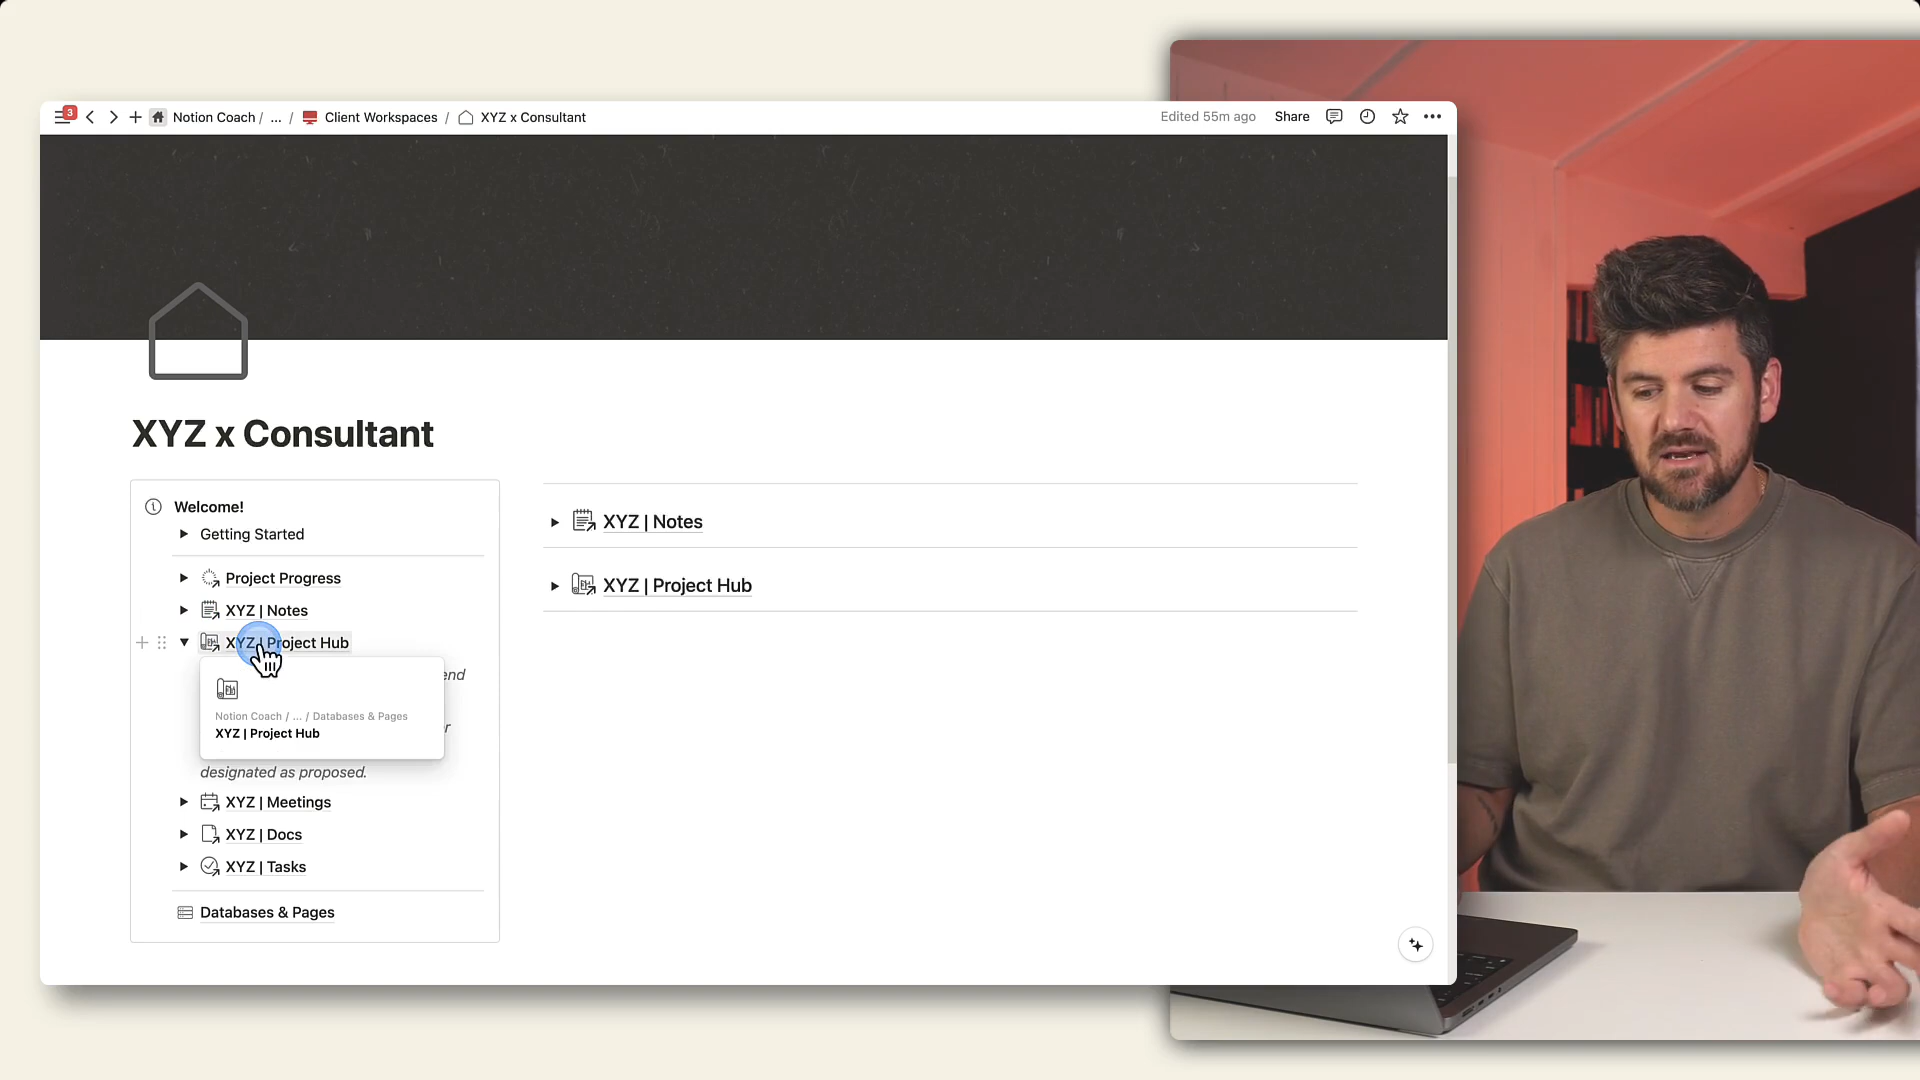 3
Notion Coach / ... / Client Workspaces / XYZ x Consultant
Edited 55m ago
Share
XYZ x Consultant
Welcome!
Getting Started
Project Progress
XYZ | Notes
XYZ | Project Hub
end
Notion Coach / ... / Databases & Pages
XYZ | Project Hub
designated as proposed.
XYZ | Meetings
XYZ | Docs
XYZ | Tasks
Databases & Pages
XYZ | Notes
XYZ | Project Hub